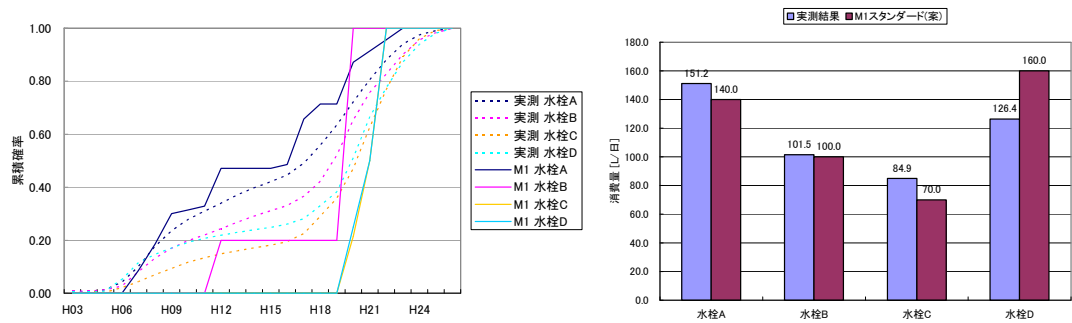 累積確率
1.00
0.80
0.60
0.40
0.20
0.00
H03 H06 H09 H12 H15 H18 H21 H24
実測 水栓A
実測 水栓B
実測 水栓C
実測 水栓D
M1 水栓A
M1 水栓B
M1 水栓C
M1 水栓D
実測結果 M1スタンダード(案)
消費量 [L/日]
180.0
160.0
140.0
120.0
100.0
80.0
60.0
40.0
20.0
0.0
151.2
140.0
101.5
100.0
84.9
70.0
126.4
160.0
水栓A 水栓B 水栓C 水栓D